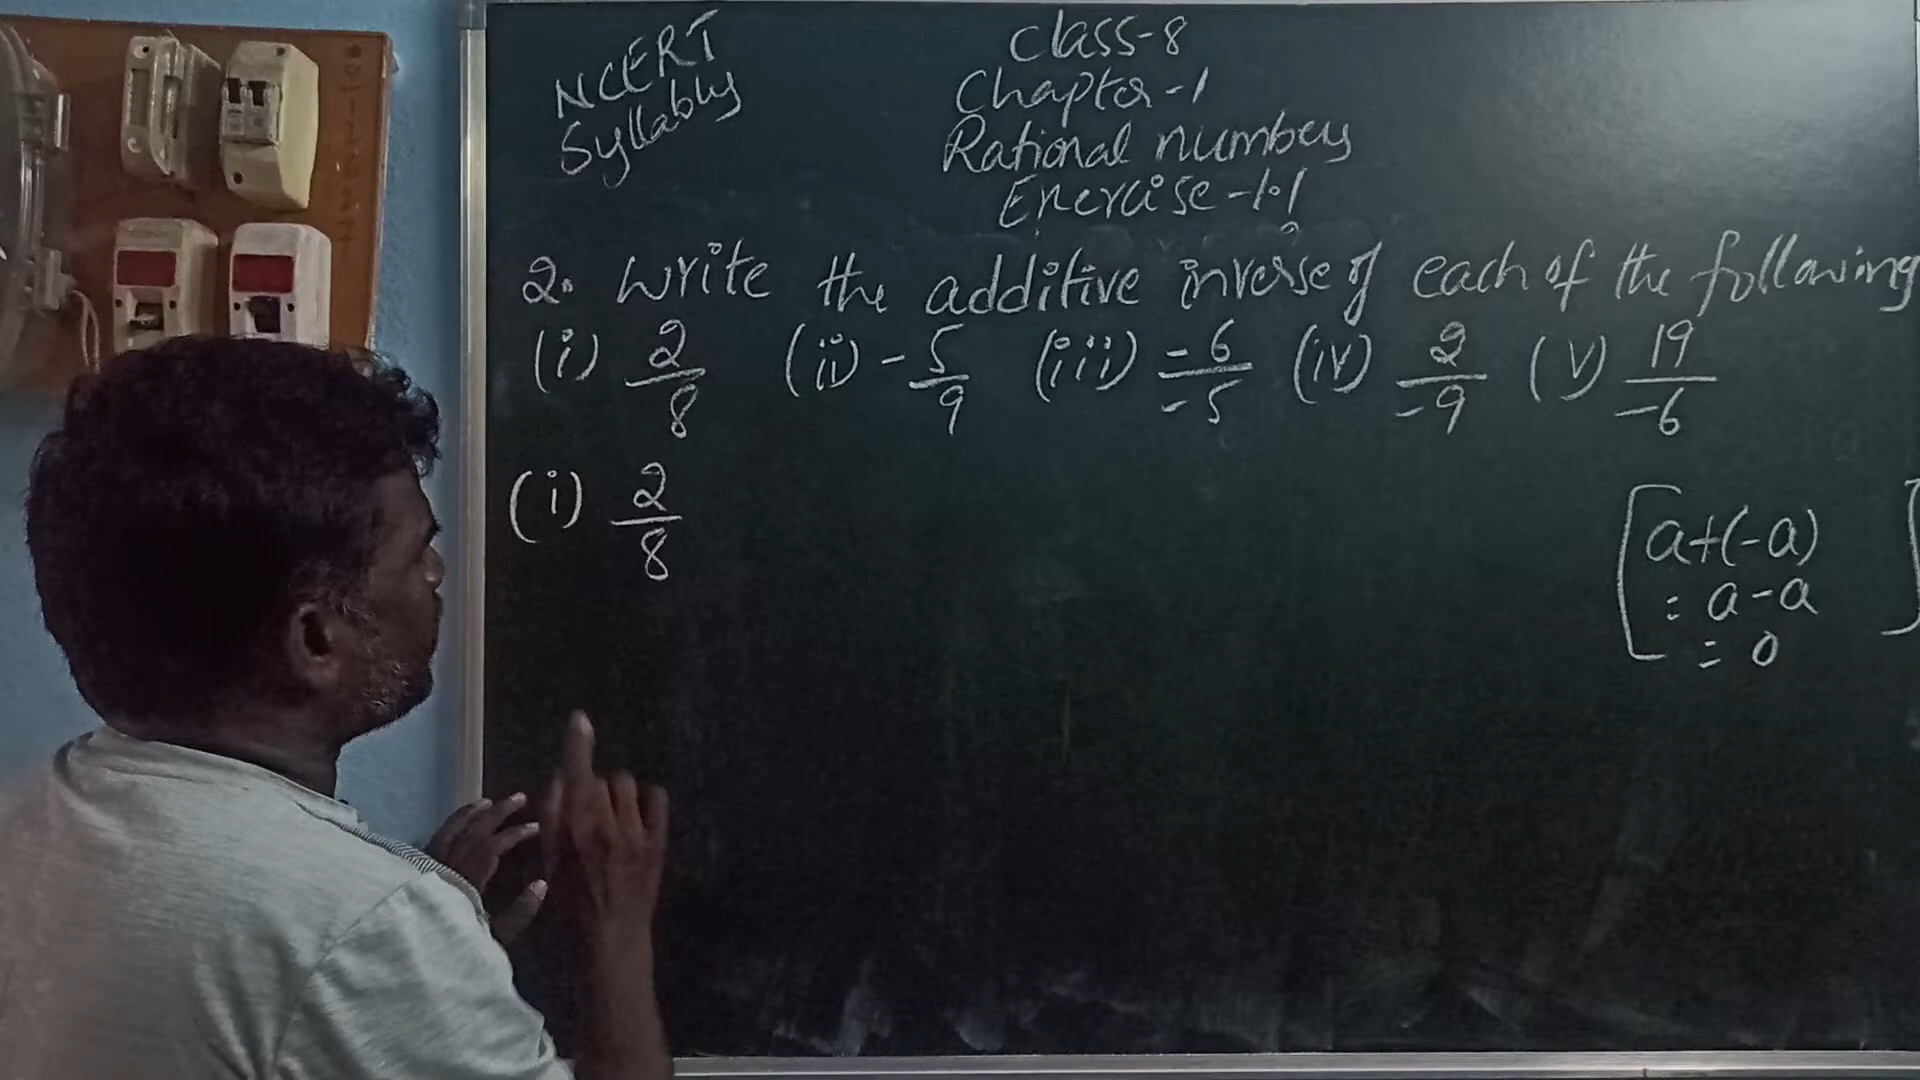 NCERT
Syllabus
Class-8
Chapter-1
Rational numbers
Exercise-1.1
2. Write the additive inverse of each of the following
(i) 2/8 (ii) -5/9 (iii) -6/-5 (iv) 2/-9 (v) 19/-6
(i) 2/8
[a+(-a)
= a-a
= 0]